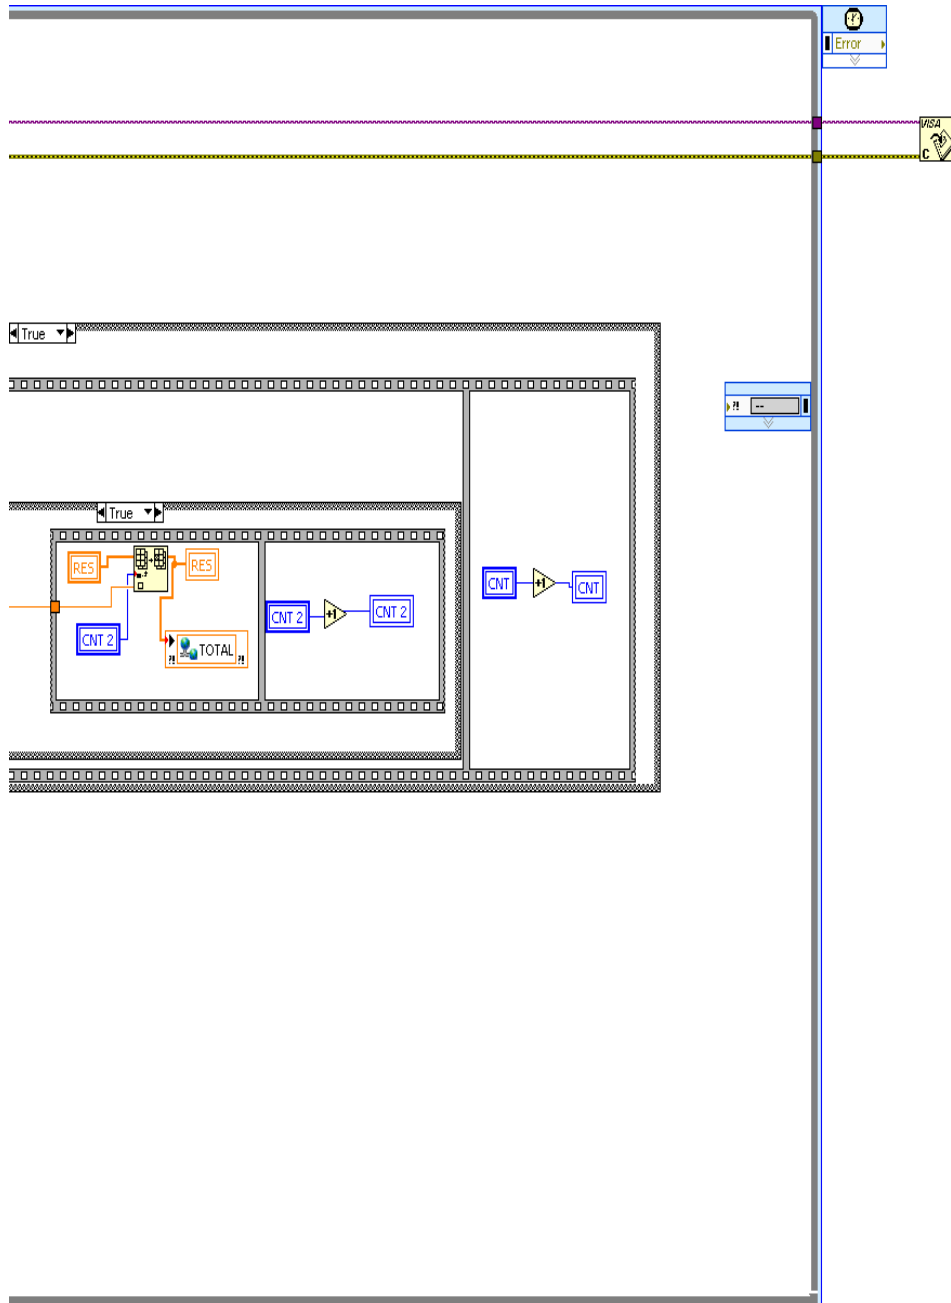 Error
VISA
C
True
?! --
True
RES
RES
CNT 2
?! TOTAL ?!
CNT 2
+1
CNT 2
CNT
+1
CNT